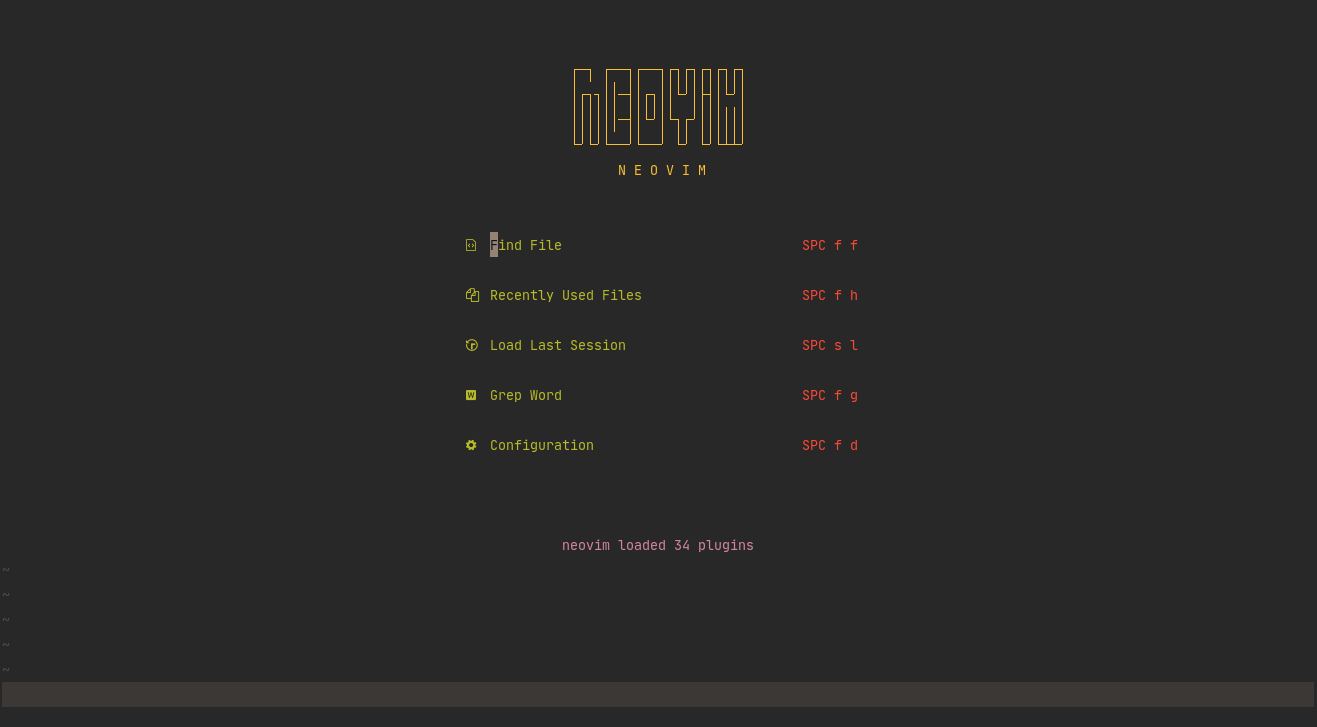 NEOVIM
N E O V I M
Find File SPC f f
Recently Used Files SPC f h
Load Last Session SPC s l
Grep Word SPC f g
Configuration SPC f d
neovim loaded 34 plugins
~
~
~
~
~